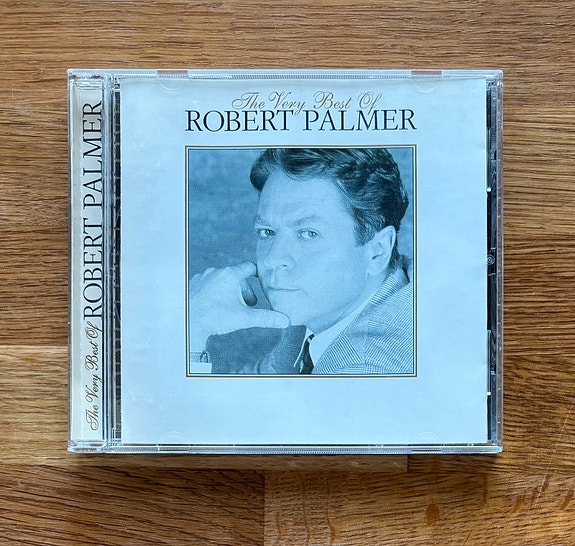 The Very Best Of
ROBERT PALMER
The Very Best Of ROBERT PALMER